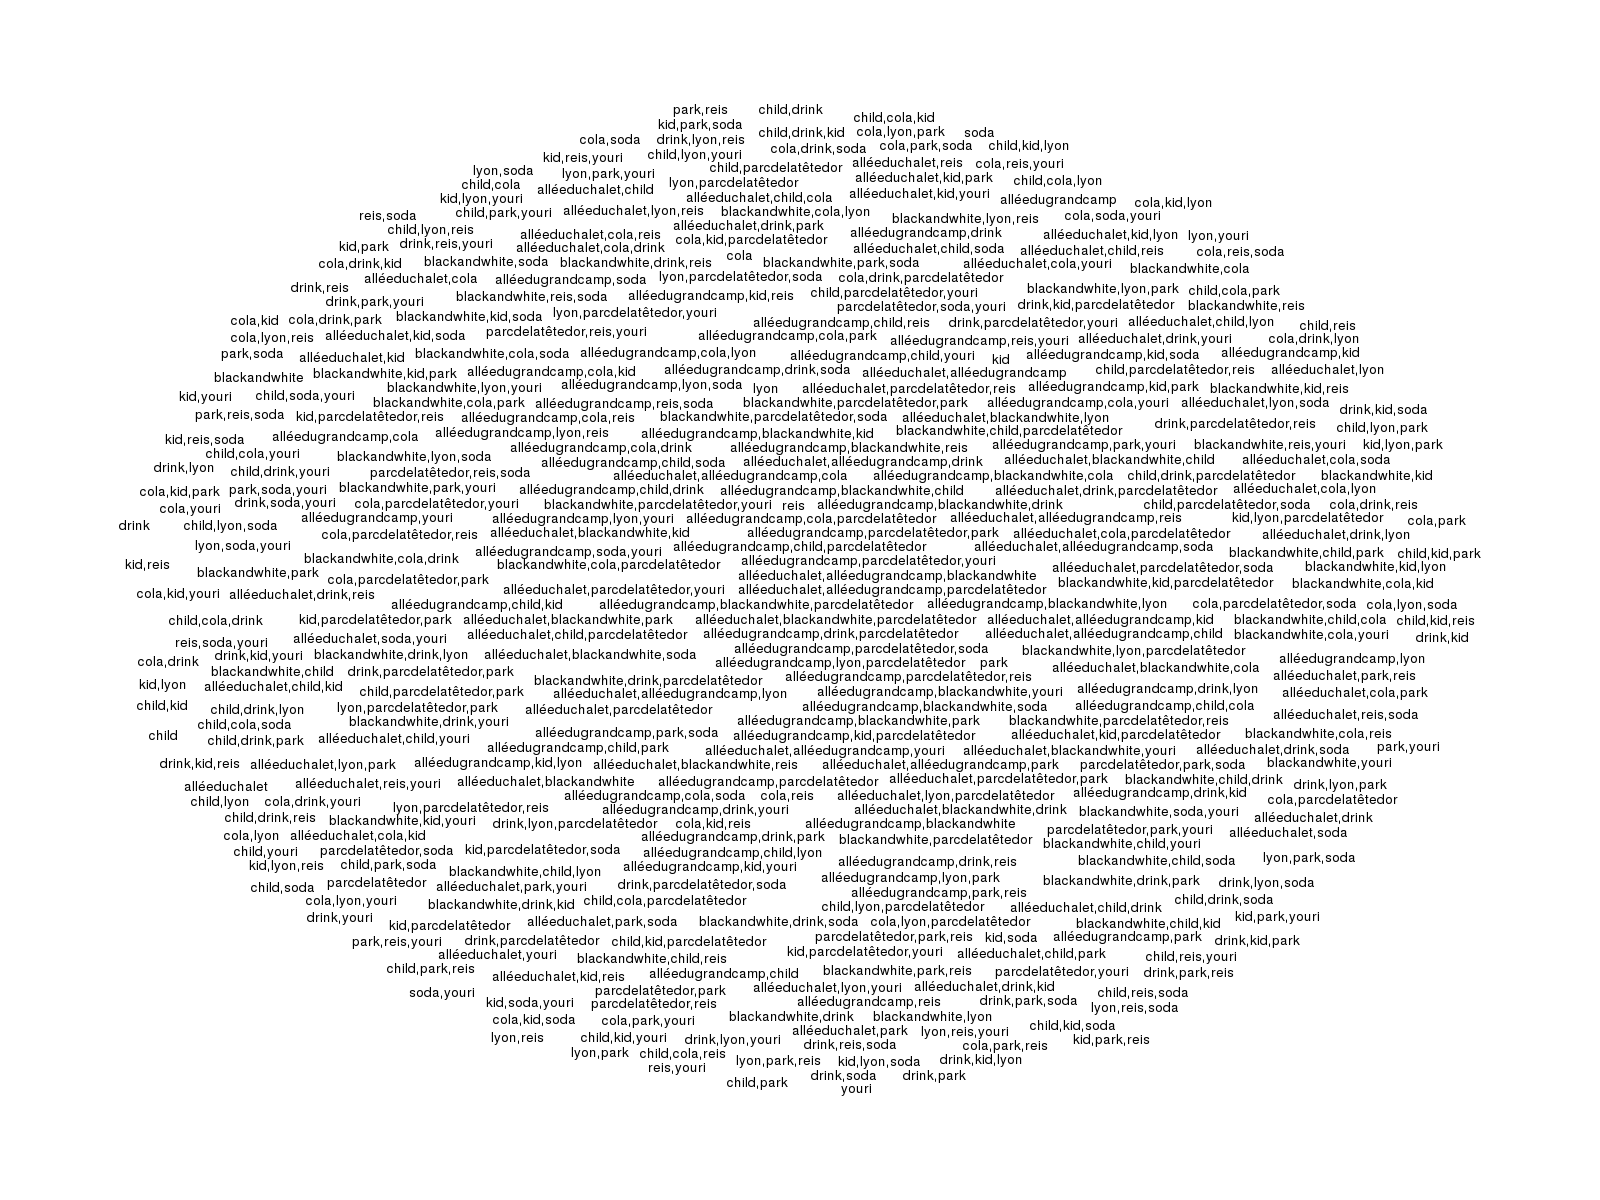 park,reis child,drink
child,cola,kid
kid,park,soda
child,drink,kid cola,lyon,park soda
cola,soda drink,lyon,reis
cola,drink,soda cola,park,soda child,kid,lyon
kid,reis,youri child,lyon,youri
alléeduchalet,reis cola,reis,youri
lyon,soda lyon,park,youri child,parcdelatêtedor
alléeduchalet,kid,park child,cola,lyon
child,cola alléeduchalet,child lyon,parcdelatêtedor
kid,lyon,youri alléeduchalet,child,cola alléeduchalet,kid,youri alléedugrandcamp cola,kid,lyon
reis,soda child,park,youri alléeduchalet,lyon,reis blackandwhite,cola,lyon blackandwhite,lyon,reis cola,soda,youri
child,lyon,reis alléeduchalet,cola,reis alléeduchalet,drink,park alléedugrandcamp,drink alléeduchalet,kid,lyon lyon,youri
kid,park drink,reis,youri alléeduchalet,cola,drink cola,kid,parcdelatêtedor alléeduchalet,child,soda alléeduchalet,child,reis cola,reis,soda
cola,drink,kid blackandwhite,soda blackandwhite,drink,reis cola blackandwhite,park,soda alléeduchalet,cola,youri blackandwhite,cola
alléeduchalet,cola alléedugrandcamp,soda lyon,parcdelatêtedor,soda cola,drink,parcdelatêtedor
drink,reis blackandwhite,reis,soda alléedugrandcamp,kid,reis child,parcdelatêtedor,youri blackandwhite,lyon,park child,cola,park
drink,park,youri parcdelatêtedor,soda,youri drink,kid,parcdelatêtedor blackandwhite,reis
cola,kid cola,drink,park blackandwhite,kid,soda lyon,parcdelatêtedor,youri alléedugrandcamp,child,reis drink,parcdelatêtedor,youri alléeduchalet,child,lyon child,reis
cola,lyon,reis alléeduchalet,kid,soda parcdelatêtedor,reis,youri alléedugrandcamp,cola,park alléedugrandcamp,reis,youri alléeduchalet,drink,youri cola,drink,lyon
park,soda alléeduchalet,kid blackandwhite,cola,soda alléedugrandcamp,cola,lyon alléedugrandcamp,child,youri kid alléedugrandcamp,kid,soda alléedugrandcamp,kid
blackandwhite blackandwhite,kid,park alléedugrandcamp,cola,kid alléedugrandcamp,drink,soda alléeduchalet,alléedugrandcamp child,parcdelatêtedor,reis alléeduchalet,lyon
kid,youri child,soda,youri blackandwhite,lyon,youri alléedugrandcamp,lyon,soda lyon alléeduchalet,parcdelatêtedor,reis alléedugrandcamp,kid,park blackandwhite,kid,reis
blackandwhite,cola,park alléedugrandcamp,reis,soda blackandwhite,parcdelatêtedor,park alléedugrandcamp,cola,youri alléeduchalet,lyon,soda drink,kid,soda
park,reis,soda kid,parcdelatêtedor,reis alléedugrandcamp,cola,reis blackandwhite,parcdelatêtedor,soda alléeduchalet,blackandwhite,lyon drink,parcdelatêtedor,reis child,lyon,park
kid,reis,soda alléedugrandcamp,cola alléedugrandcamp,lyon,reis alléedugrandcamp,blackandwhite,kid blackandwhite,child,parcdelatêtedor
child,cola,youri blackandwhite,lyon,soda alléedugrandcamp,cola,drink alléedugrandcamp,blackandwhite,reis alléedugrandcamp,park,youri blackandwhite,reis,youri kid,lyon,park
drink,lyon child,drink,youri parcdelatêtedor,reis,soda alléedugrandcamp,child,soda alléeduchalet,alléedugrandcamp,drink alléeduchalet,blackandwhite,child alléeduchalet,cola,soda
alléeduchalet,alléedugrandcamp,cola alléedugrandcamp,blackandwhite,cola child,drink,parcdelatêtedor blackandwhite,kid
cola,kid,park park,soda,youri blackandwhite,park,youri alléedugrandcamp,child,drink alléedugrandcamp,blackandwhite,child alléeduchalet,drink,parcdelatêtedor alléeduchalet,cola,lyon
cola,youri drink,soda,youri cola,parcdelatêtedor,youri blackandwhite,parcdelatêtedor,youri reis alléedugrandcamp,blackandwhite,drink child,parcdelatêtedor,soda cola,drink,reis
drink child,lyon,soda alléedugrandcamp,youri alléedugrandcamp,lyon,youri alléedugrandcamp,cola,parcdelatêtedor alléeduchalet,alléedugrandcamp,reis kid,lyon,parcdelatêtedor cola,park
cola,parcdelatêtedor,reis alléeduchalet,blackandwhite,kid alléedugrandcamp,parcdelatêtedor,park alléeduchalet,cola,parcdelatêtedor alléeduchalet,drink,lyon
lyon,soda,youri blackandwhite,cola,drink alléedugrandcamp,soda,youri alléedugrandcamp,child,parcdelatêtedor alléeduchalet,alléedugrandcamp,soda blackandwhite,child,park child,kid,park
kid,reis blackandwhite,park blackandwhite,cola,parcdelatêtedor alléedugrandcamp,parcdelatêtedor,youri alléeduchalet,parcdelatêtedor,soda blackandwhite,kid,lyon
cola,parcdelatêtedor,park alléeduchalet,alléedugrandcamp,blackandwhite blackandwhite,kid,parcdelatêtedor blackandwhite,cola,kid
cola,kid,youri alléeduchalet,drink,reis alléeduchalet,parcdelatêtedor,youri alléeduchalet,alléedugrandcamp,parcdelatêtedor
alléedugrandcamp,child,kid alléedugrandcamp,blackandwhite,parcdelatêtedor alléedugrandcamp,blackandwhite,lyon cola,parcdelatêtedor,soda cola,lyon,soda
child,cola,drink kid,parcdelatêtedor,park alléeduchalet,blackandwhite,park alléeduchalet,blackandwhite,parcdelatêtedor alléeduchalet,alléedugrandcamp,kid blackandwhite,child,cola child,kid,reis
reis,soda,youri alléeduchalet,soda,youri alléeduchalet,child,parcdelatêtedor alléedugrandcamp,drink,parcdelatêtedor alléeduchalet,alléedugrandcamp,child blackandwhite,cola,youri drink,kid
cola,drink drink,kid,youri blackandwhite,drink,lyon alléeduchalet,blackandwhite,soda alléedugrandcamp,parcdelatêtedor,soda blackandwhite,lyon,parcdelatêtedor alléedugrandcamp,lyon
blackandwhite,child drink,parcdelatêtedor,park alléedugrandcamp,lyon,parcdelatêtedor park alléeduchalet,blackandwhite,cola
kid,lyon alléeduchalet,child,kid blackandwhite,drink,parcdelatêtedor alléedugrandcamp,parcdelatêtedor,reis alléeduchalet,park,reis
child,parcdelatêtedor,park alléeduchalet,alléedugrandcamp,lyon alléedugrandcamp,blackandwhite,youri alléedugrandcamp,drink,lyon alléeduchalet,cola,park
child,kid child,drink,lyon lyon,parcdelatêtedor,park alléeduchalet,parcdelatêtedor alléedugrandcamp,blackandwhite,soda alléedugrandcamp,child,cola
child,cola,soda blackandwhite,drink,youri alléedugrandcamp,blackandwhite,park blackandwhite,parcdelatêtedor,reis alléeduchalet,reis,soda
child child,drink,park alléeduchalet,child,youri alléedugrandcamp,park,soda alléedugrandcamp,kid,parcdelatêtedor alléeduchalet,kid,parcdelatêtedor blackandwhite,cola,reis
alléedugrandcamp,child,park alléeduchalet,alléedugrandcamp,youri alléeduchalet,blackandwhite,youri alléeduchalet,drink,soda park,youri
drink,kid,reis alléeduchalet,lyon,park alléedugrandcamp,kid,lyon alléeduchalet,blackandwhite,reis alléeduchalet,alléedugrandcamp,park parcdelatêtedor,park,soda blackandwhite,youri
alléeduchalet alléeduchalet,reis,youri alléeduchalet,blackandwhite alléedugrandcamp,parcdelatêtedor alléeduchalet,parcdelatêtedor,park blackandwhite,child,drink drink,lyon,park
child,lyon cola,drink,youri alléedugrandcamp,cola,soda cola,reis alléeduchalet,lyon,parcdelatêtedor alléedugrandcamp,drink,kid cola,parcdelatêtedor
lyon,parcdelatêtedor,reis alléedugrandcamp,drink,youri alléeduchalet,blackandwhite,drink blackandwhite,soda,youri
child,drink,reis blackandwhite,kid,youri drink,lyon,parcdelatêtedor cola,kid,reis alléedugrandcamp,blackandwhite alléeduchalet,drink
cola,lyon alléeduchalet,cola,kid alléedugrandcamp,drink,park blackandwhite,parcdelatêtedor parcdelatêtedor,park,youri alléeduchalet,soda
child,youri parcdelatêtedor,soda kid,parcdelatêtedor,soda alléedugrandcamp,child,lyon blackandwhite,child,youri
kid,lyon,reis child,park,soda blackandwhite,child,lyon alléedugrandcamp,kid,youri alléedugrandcamp,drink,reis blackandwhite,child,soda lyon,park,soda
child,soda parcdelatêtedor alléeduchalet,park,youri drink,parcdelatêtedor,soda alléedugrandcamp,lyon,park blackandwhite,drink,park drink,lyon,soda
cola,lyon,youri blackandwhite,drink,kid child,cola,parcdelatêtedor alléedugrandcamp,park,reis child,drink,soda
drink,youri kid,parcdelatêtedor alléeduchalet,park,soda blackandwhite,drink,soda child,lyon,parcdelatêtedor alléeduchalet,child,drink kid,park,youri
cola,lyon,parcdelatêtedor blackandwhite,child,kid
park,reis,youri drink,parcdelatêtedor child,kid,parcdelatêtedor parcdelatêtedor,park,reis kid,soda alléedugrandcamp,park drink,kid,park
alléeduchalet,youri blackandwhite,child,reis kid,parcdelatêtedor,youri alléeduchalet,child,park child,reis,youri
child,park,reis alléeduchalet,kid,reis alléedugrandcamp,child blackandwhite,park,reis parcdelatêtedor,youri drink,park,reis
soda,youri parcdelatêtedor,park alléeduchalet,lyon,youri alléeduchalet,drink,kid child,reis,soda
kid,soda,youri parcdelatêtedor,reis alléedugrandcamp,reis drink,park,soda lyon,reis,soda
cola,kid,soda cola,park,youri blackandwhite,drink blackandwhite,lyon child,kid,soda
lyon,reis child,kid,youri drink,lyon,youri alléeduchalet,park lyon,reis,youri kid,park,reis
drink,reis,soda cola,park,reis
lyon,park child,cola,reis lyon,park,reis kid,lyon,soda drink,kid,lyon
reis,youri drink,soda drink,park
child,park
youri